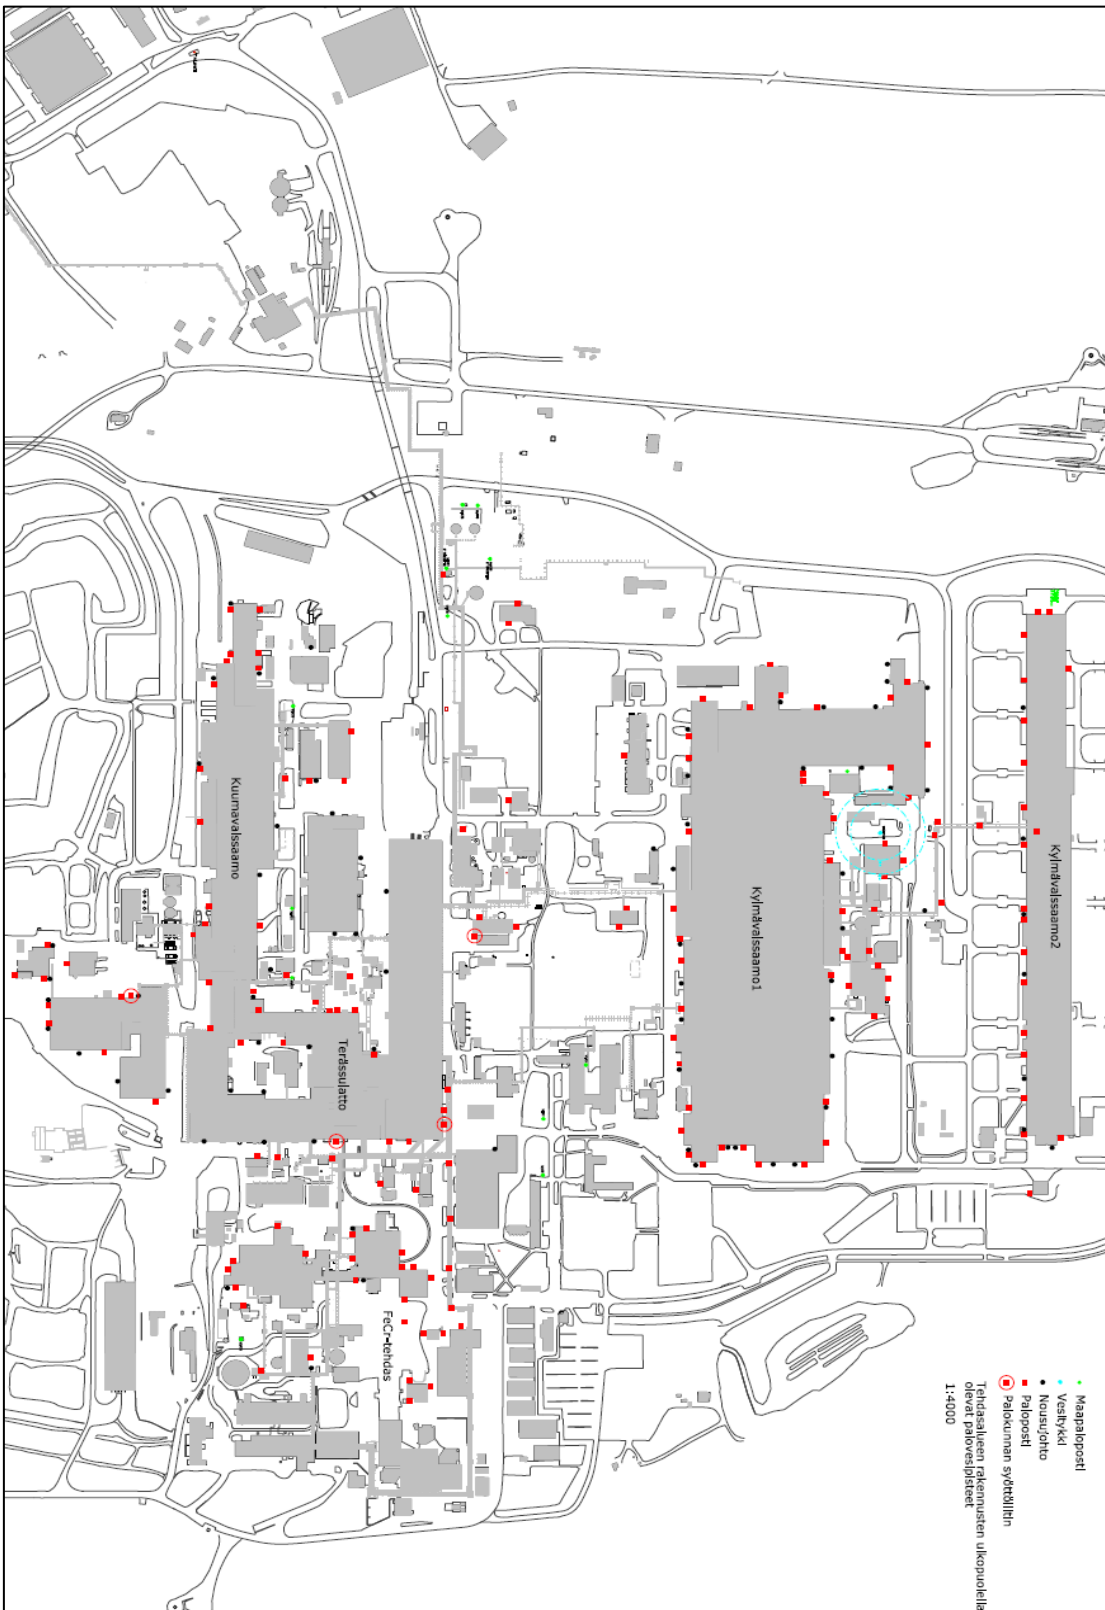 Maapaloposti
Vesitykki
Nousujohto
Paloposti
Palokunnan syöttöliitin
Tehdasalueen rakennusten ulkopuolella
olevat palovesipisteet
1:4000
Kylmävalssaamo2
Kylmävalssaamo1
Kuumavalssaamo
Terässulatto
FeCr-tehdas